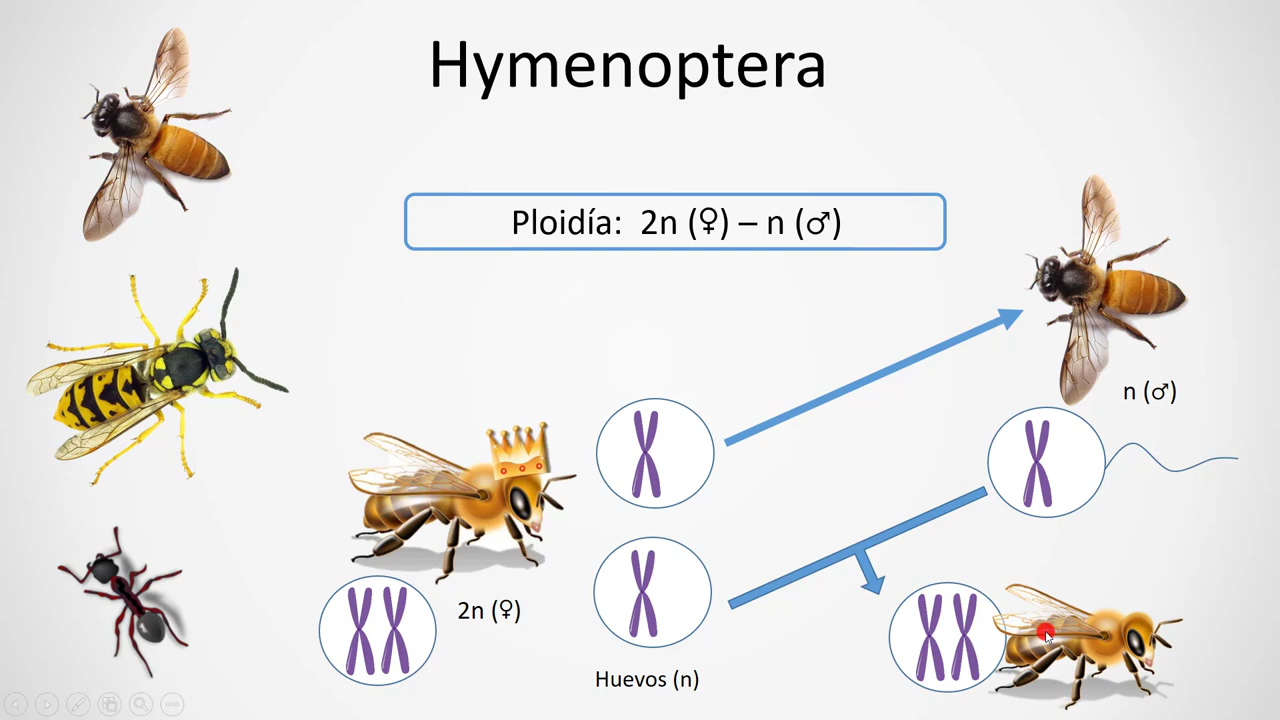 Hymenoptera
Ploidía: 2n (♀) – n (♂)
n (♂)
2n (♀)
Huevos (n)